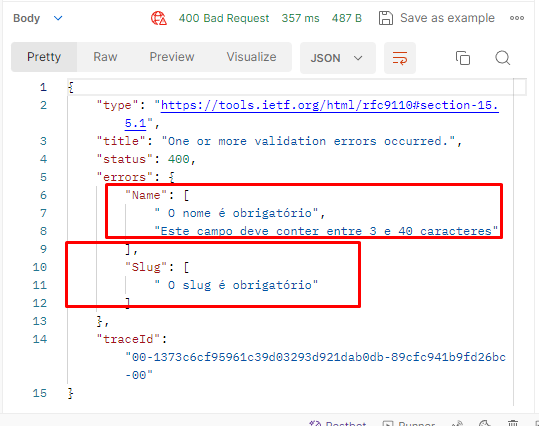 Body 400 Bad Request 357 ms 487 B Save as example
Pretty Raw Preview Visualize JSON
1 {
2 "type": "https://tools.ietf.org/html/rfc9110#section-15.
5.1",
3 "title": "One or more validation errors occurred.",
4 "status": 400,
5 "errors": {
6 "Name": [
7 " O nome é obrigatório",
8 "Este campo deve conter entre 3 e 40 caracteres"
9 ],
10 "Slug": [
11 " O slug é obrigatório"
12 ]
13 },
14 "traceId":
"00-1373c6cf95961c39d03293d921dab0db-89cfc941b9fd26bc
-00"
15 }
Postbot Runner